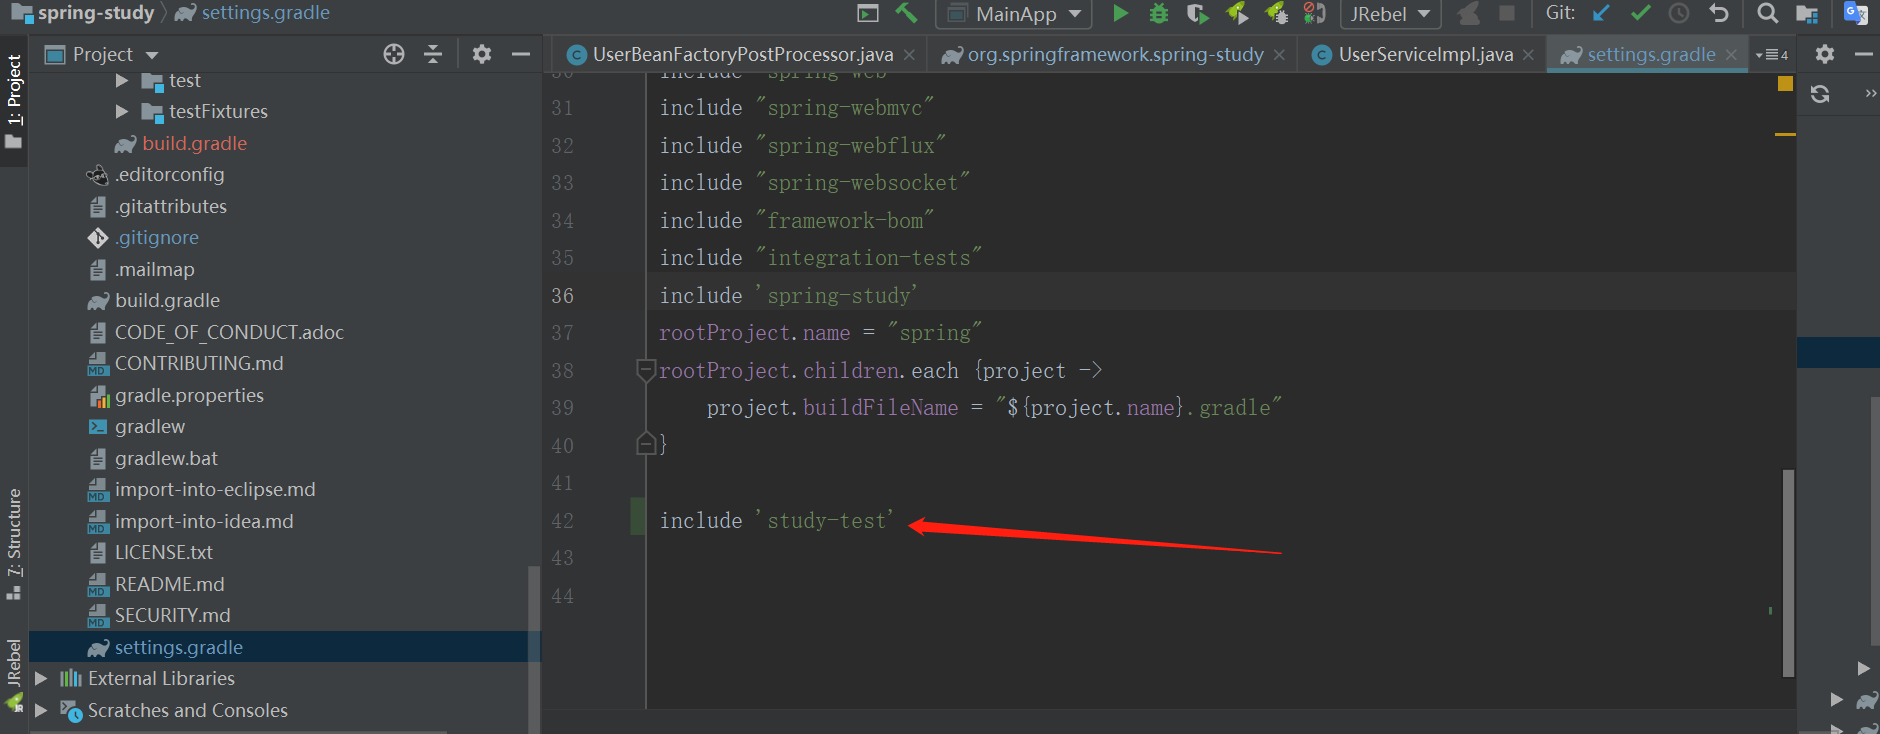 spring-study
settings.gradle
MainApp
JRebel
Git:
Project
UserBeanFactoryPostProcessor.java
org.springframework.spring-study
UserServiceImpl.java
settings.gradle
4
1: Project
7: Structure
JRebel
test
testFixtures
build.gradle
.editorconfig
.gitattributes
.gitignore
.mailmap
build.gradle
CODE_OF_CONDUCT.adoc
CONTRIBUTING.md
gradle.properties
gradlew
gradlew.bat
import-into-eclipse.md
import-into-idea.md
LICENSE.txt
README.md
SECURITY.md
settings.gradle
External Libraries
Scratches and Consoles
30 include "spring-web"
31 include "spring-webmvc"
32 include "spring-webflux"
33 include "spring-websocket"
34 include "framework-bom"
35 include "integration-tests"
36 include 'spring-study'
37 rootProject.name = "spring"
38 rootProject.children.each {project ->
39 project.buildFileName = "${project.name}.gradle"
40 }
41
42 include 'study-test'
43
44